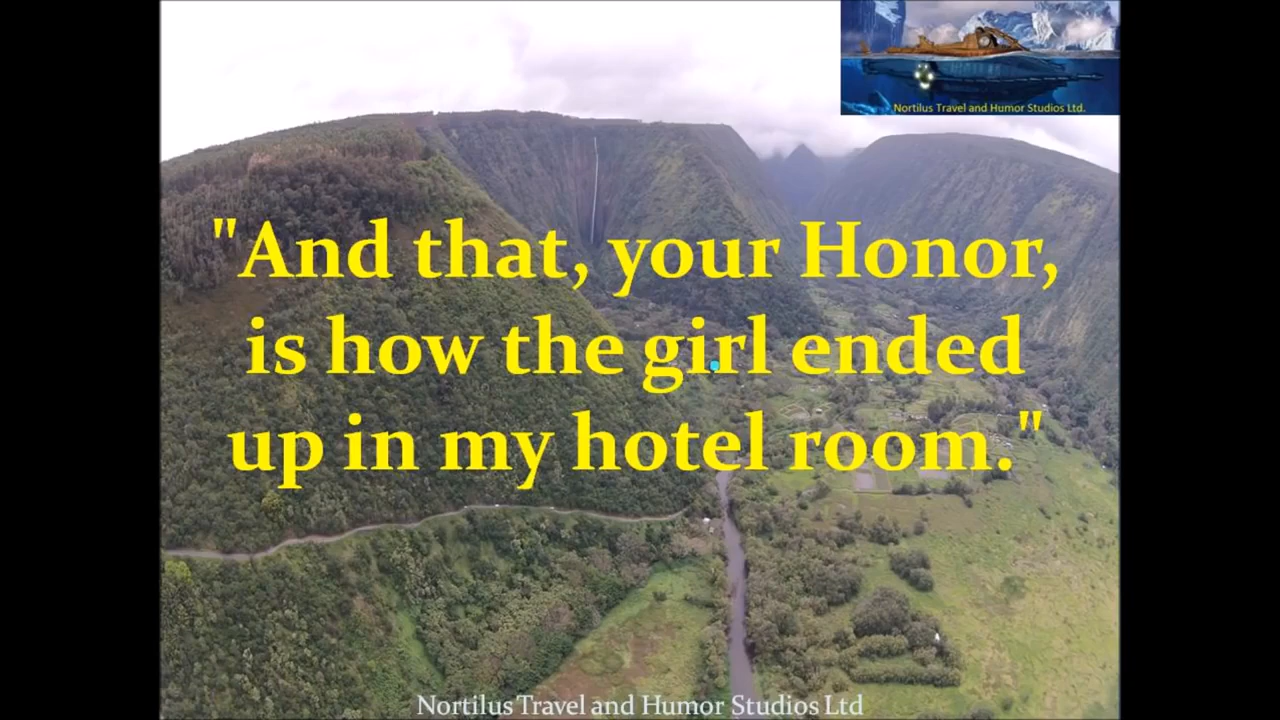 Nortilus Travel and Humor Studios Ltd.
"And that, your Honor,
is how the girl ended
up in my hotel room."
Nortilus Travel and Humor Studios Ltd